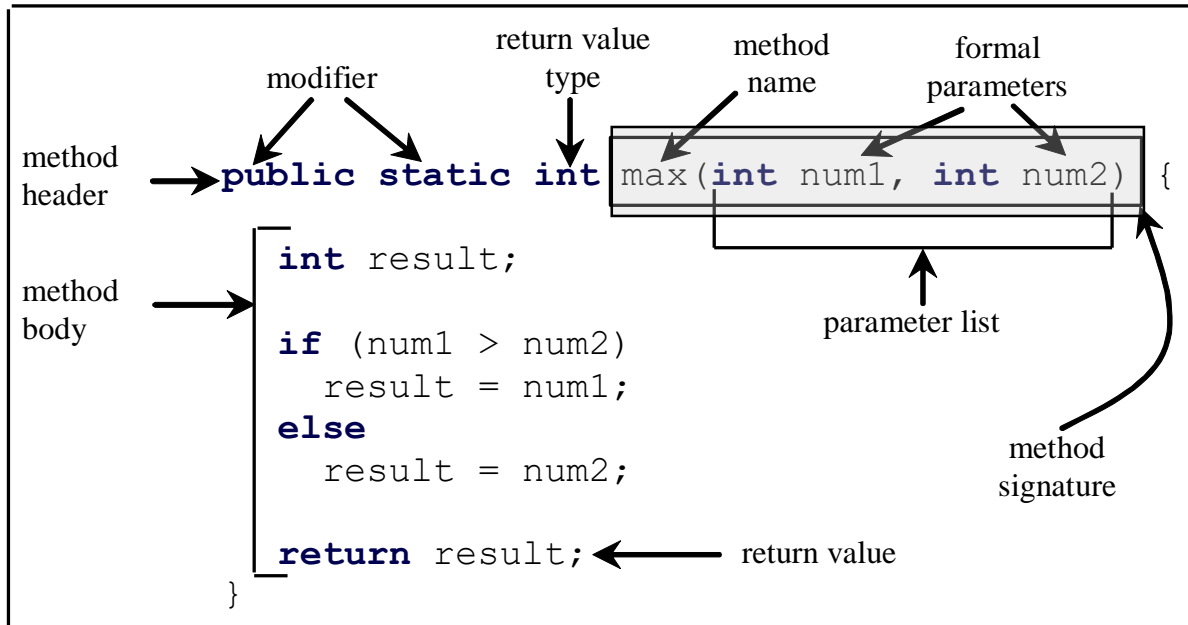 return value
type
method
name
formal
parameters
modifier
method
header
public static int max(int num1, int num2) {
int result;
method
body
parameter list
if (num1 > num2)
result = num1;
else
result = num2;
method
signature
return result;
return value
}